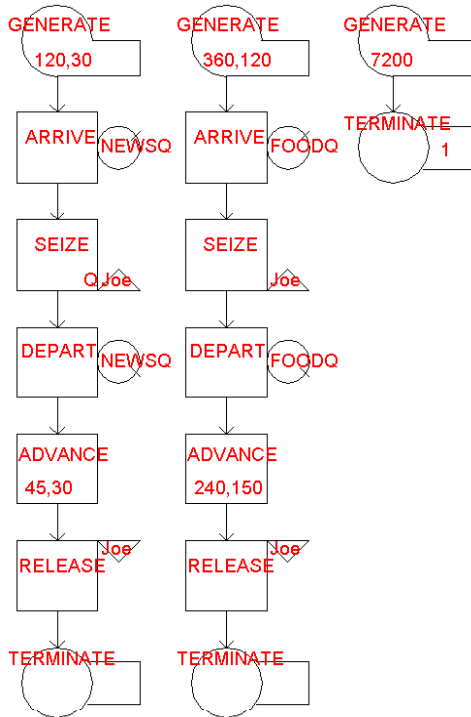 GENERATE
120,30
ARRIVE
NEWSQ
SEIZE
Q Joe
DEPART
NEWSQ
ADVANCE
45,30
Joe
RELEASE
TERMINATE
GENERATE
360,120
ARRIVE
FOODQ
SEIZE
Joe
DEPART
FOODQ
ADVANCE
240,150
Joe
RELEASE
TERMINATE
GENERATE
7200
TERMINATE
1